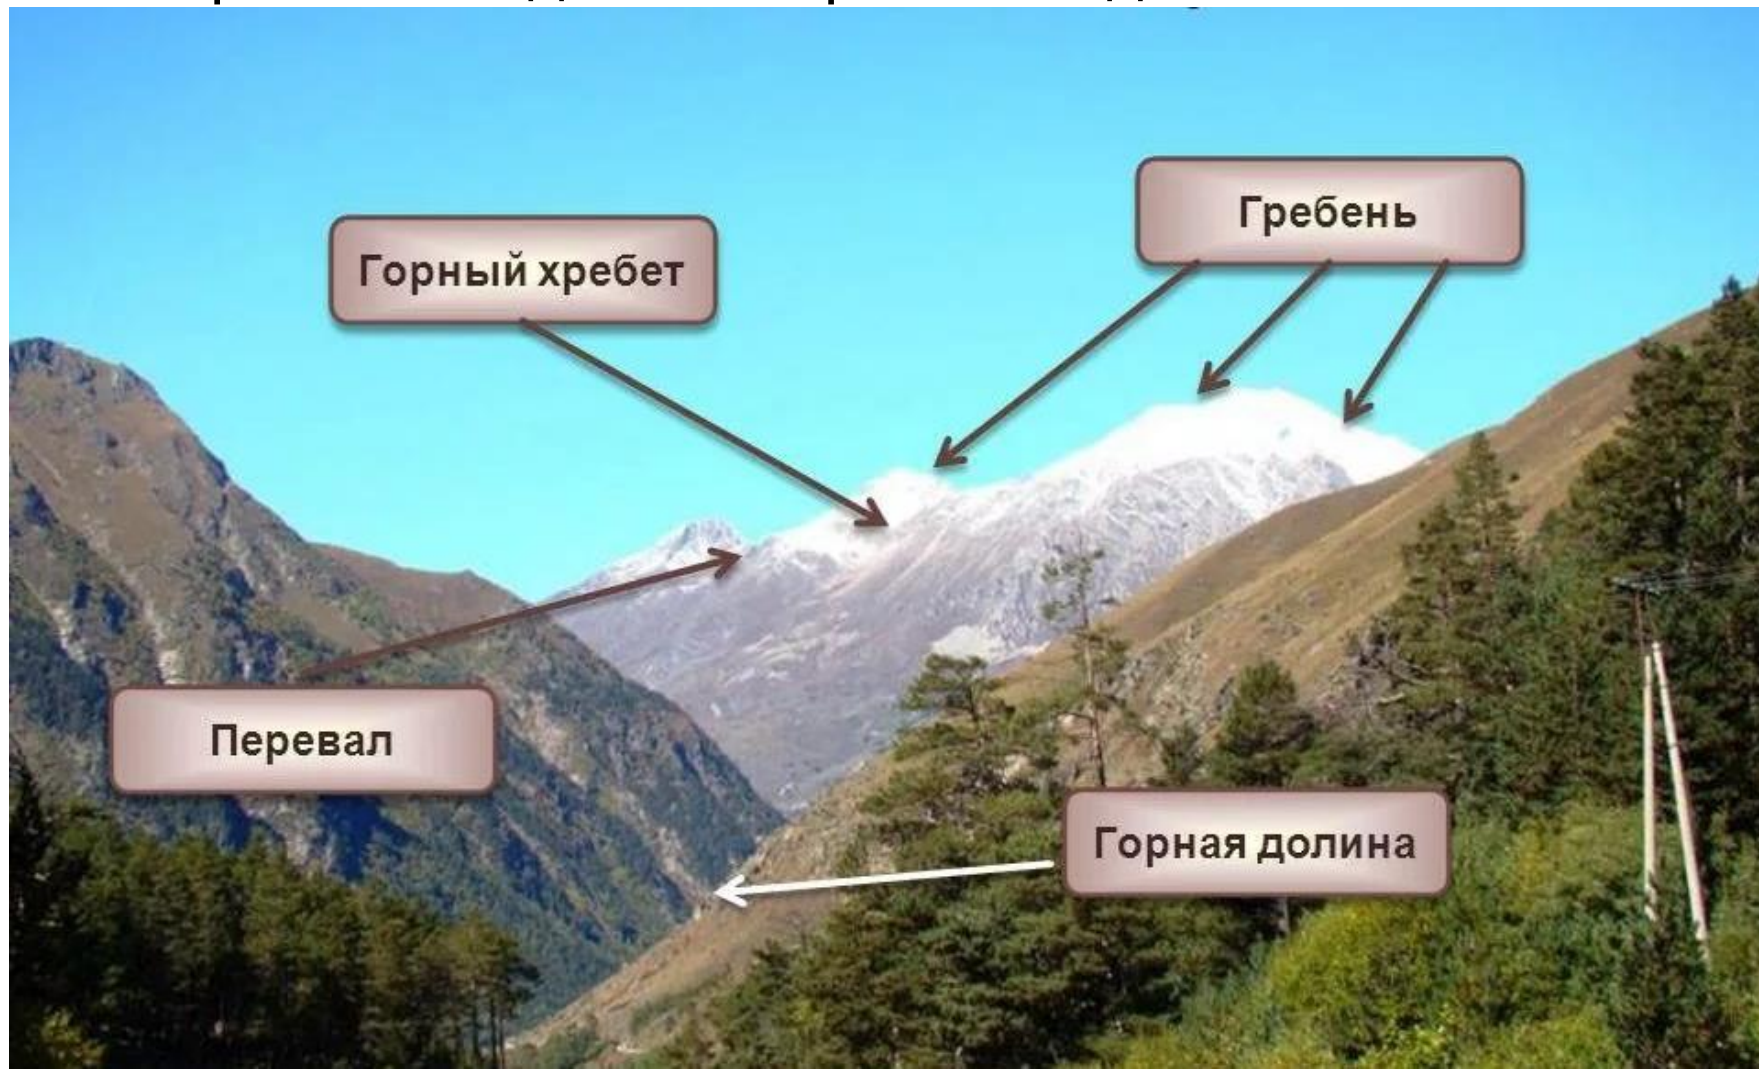 Гребень
Горный хребет
Перевал
Горная долина